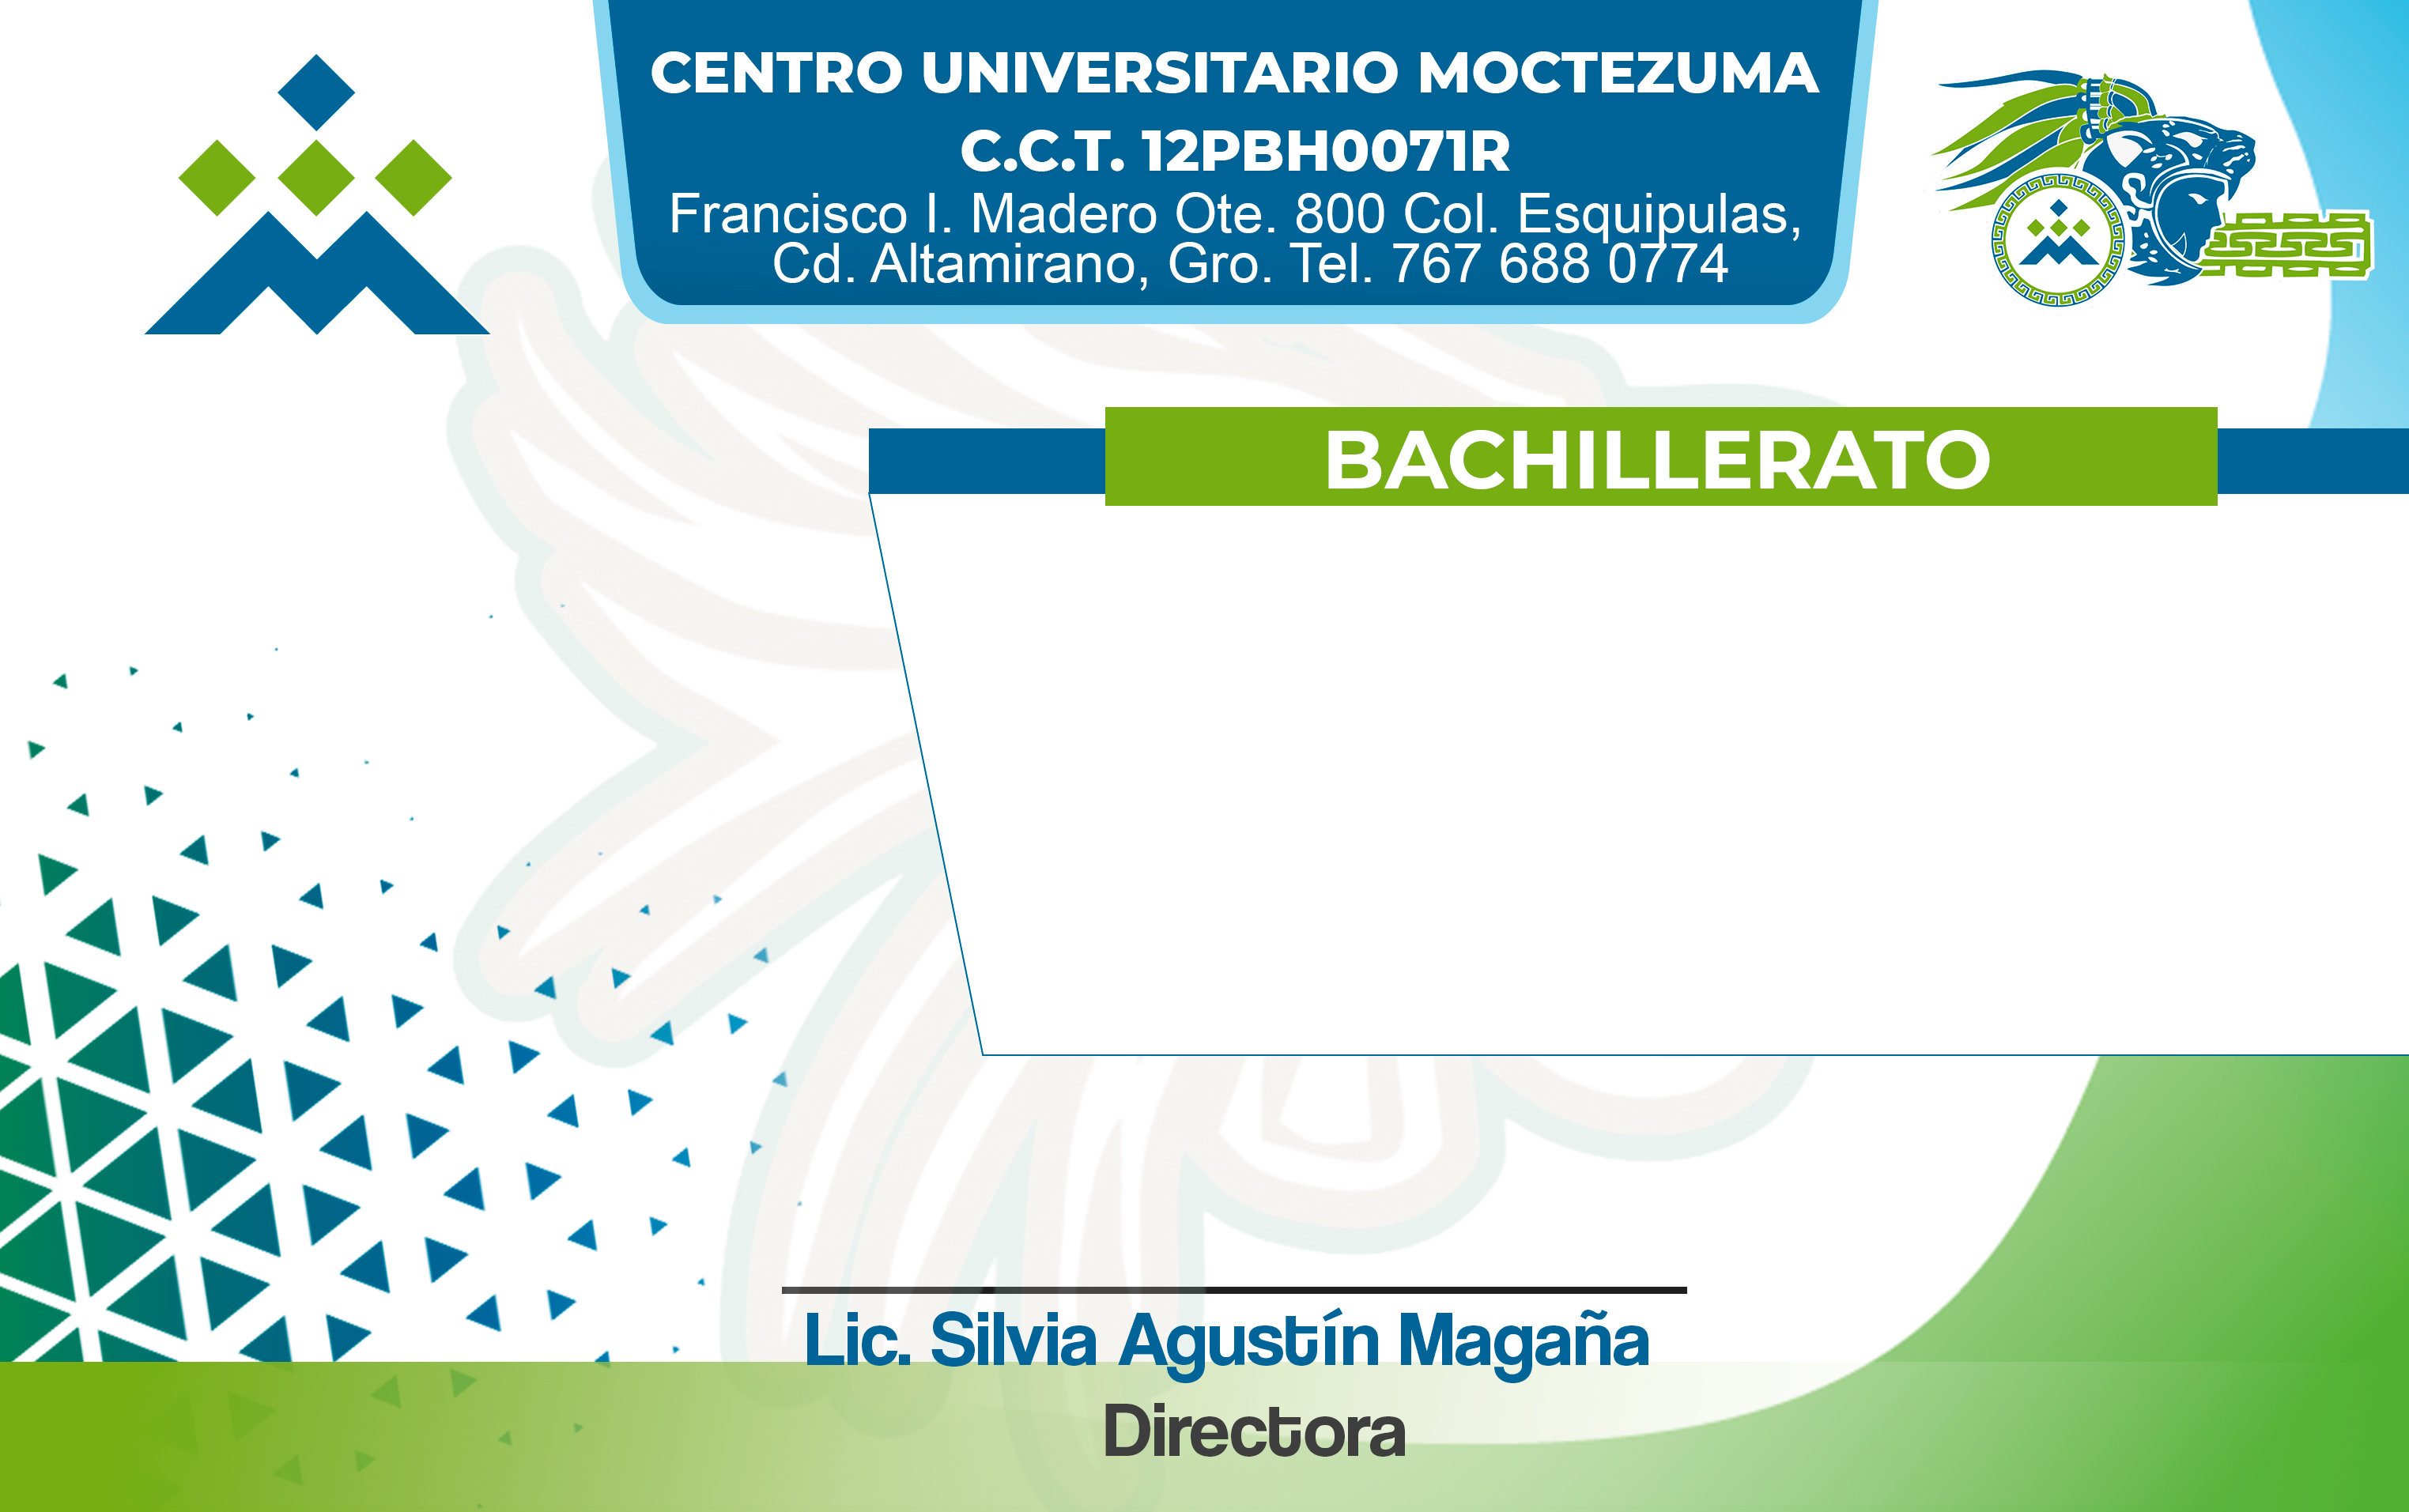 CENTRO UNIVERSITARIO MOCTEZUMA
C.C.T. 12PBH0071R
Francisco I. Madero Ote. 800 Col. Esquipulas,
Cd. Altamirano, Gro. Tel. 767 688 0774
BACHILLERATO
Lic. Silvia Agustín Magaña
Directora